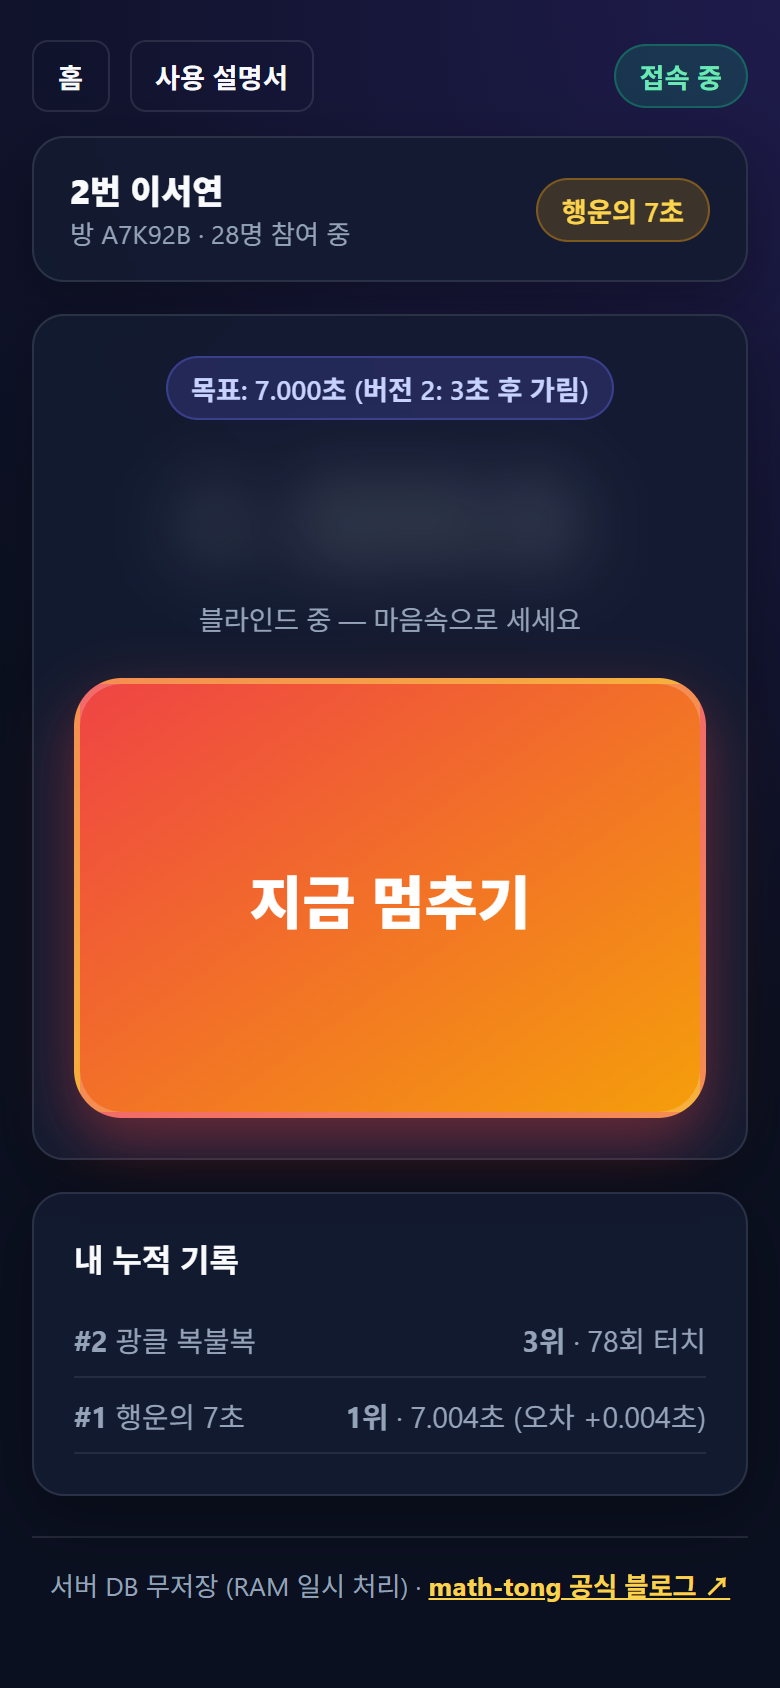 홈
사용 설명서
접속 중
2번 이서연
방 A7K92B · 28명 참여 중
행운의 7초
목표: 7.000초 (버전 2: 3초 후 가림)
블라인드 중 — 마음속으로 세세요
지금 멈추기
내 누적 기록
#2 광클 복불복 3위 · 78회 터치
#1 행운의 7초 1위 · 7.004초 (오차 +0.004초)
서버 DB 무저장 (RAM 일시 처리) · math-tong 공식 블로그 ↗